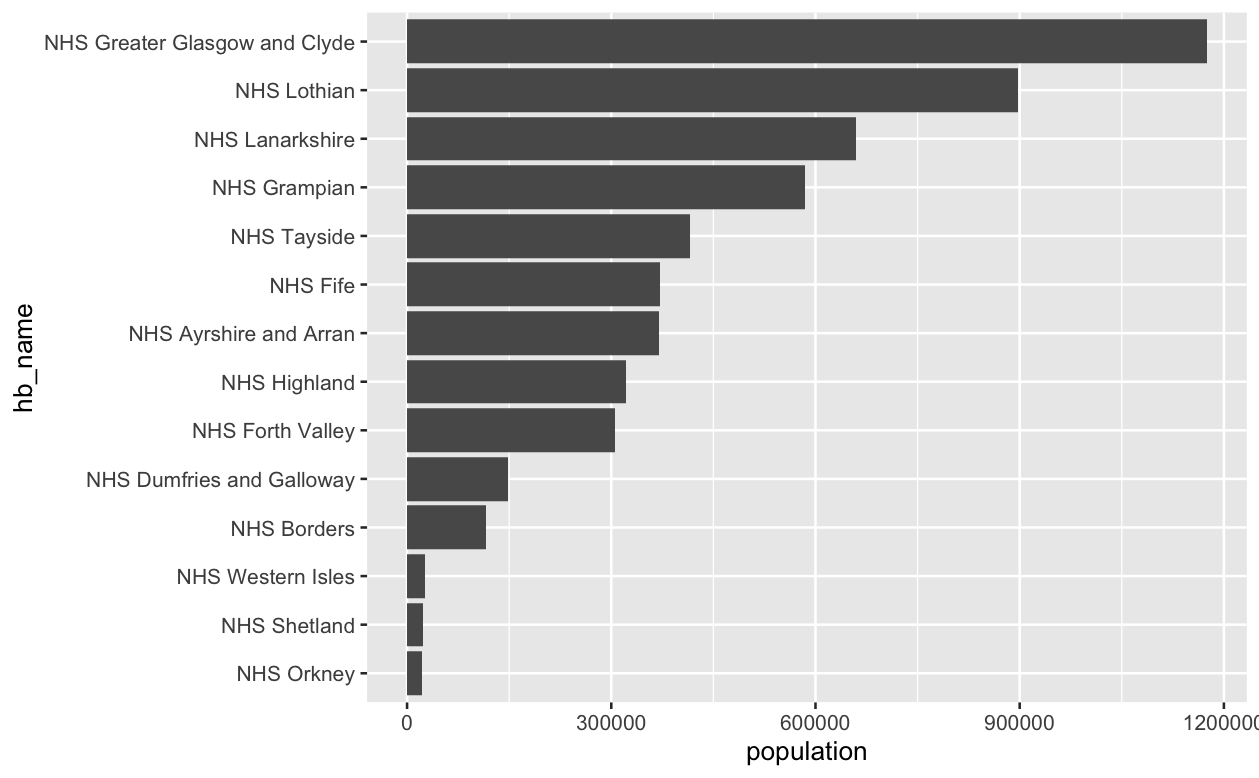 NHS Greater Glasgow and Clyde
NHS Lothian
NHS Lanarkshire
NHS Grampian
NHS Tayside
NHS Fife
NHS Ayrshire and Arran
NHS Highland
NHS Forth Valley
NHS Dumfries and Galloway
NHS Borders
NHS Western Isles
NHS Shetland
NHS Orkney
hb_name
0 300000 600000 900000 1200000
population